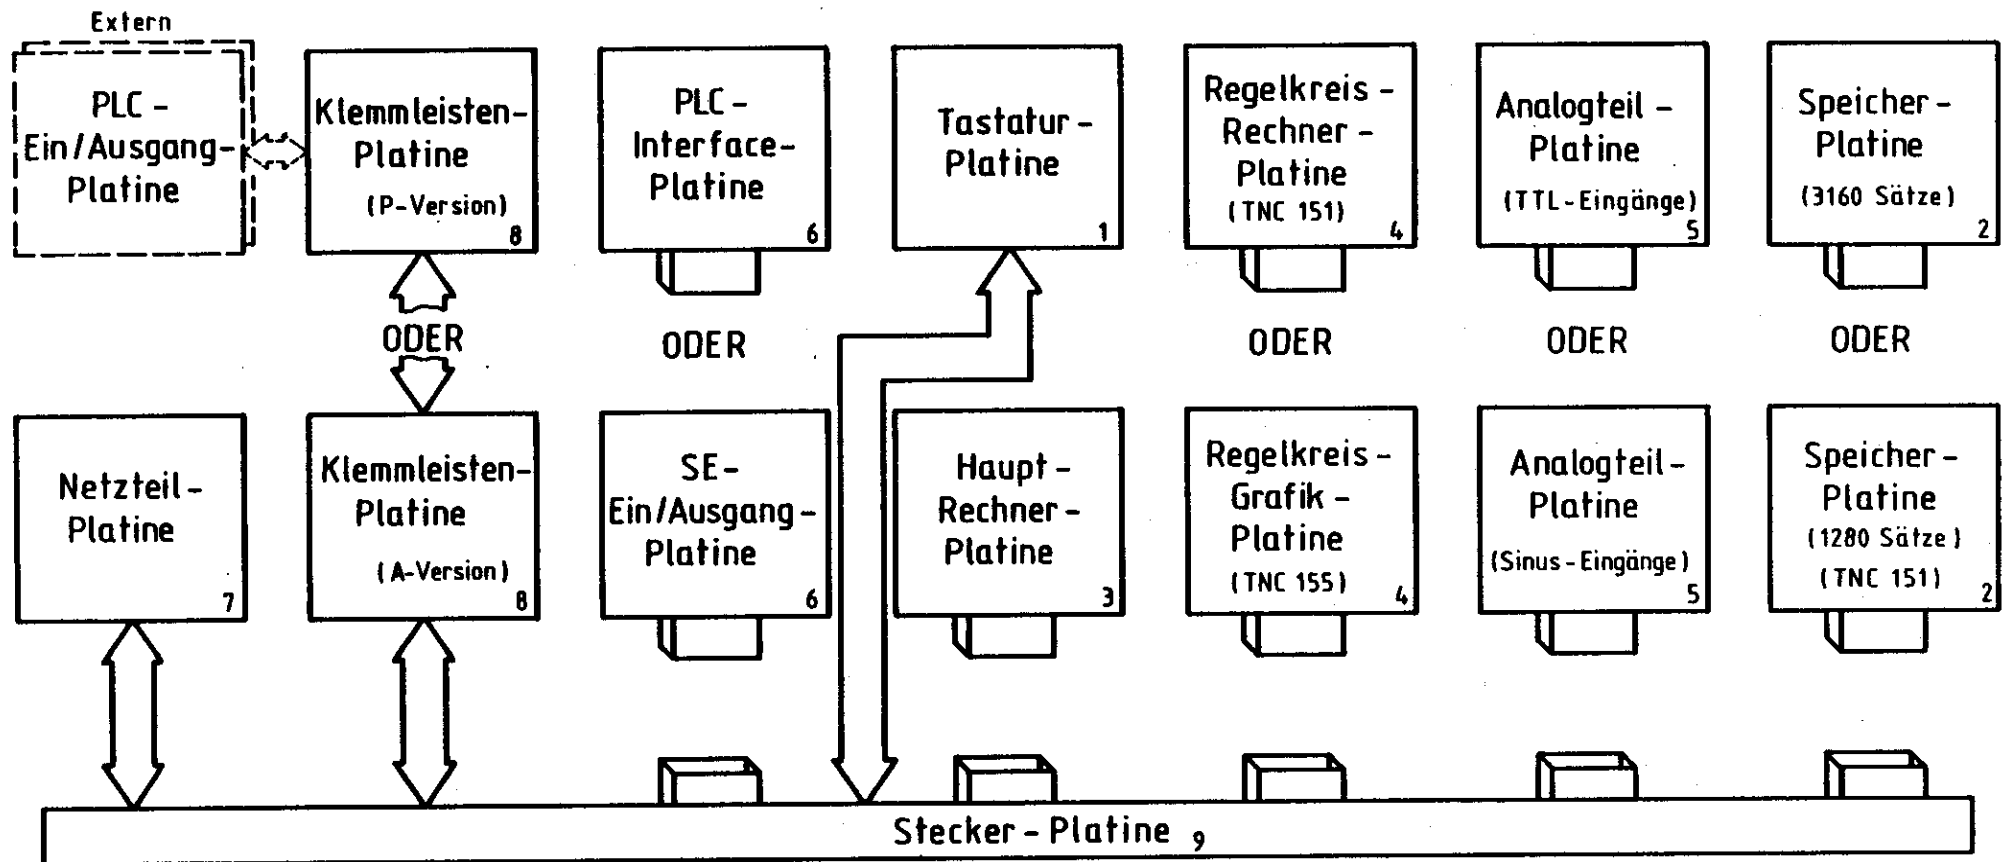 Extern
PLC -
Ein/Ausgang-
Platine
Klemmleisten-
Platine
(P-Version)
8
PLC -
Interface-
Platine
6
Tastatur-
Platine
1
Regelkreis-
Rechner-
Platine
(TNC 151)
4
Analogteil-
Platine
(TTL-Eingänge)
5
Speicher-
Platine
(3160 Sätze)
2
ODER
ODER
ODER
ODER
ODER
Netzteil-
Platine
7
Klemmleisten-
Platine
(A-Version)
8
SE-
Ein/Ausgang-
Platine
6
Haupt-
Rechner-
Platine
3
Regelkreis-
Grafik-
Platine
(TNC 155)
4
Analogteil-
Platine
(Sinus-Eingänge)
5
Speicher-
Platine
(1280 Sätze)
(TNC 151)
2
Stecker-Platine 9